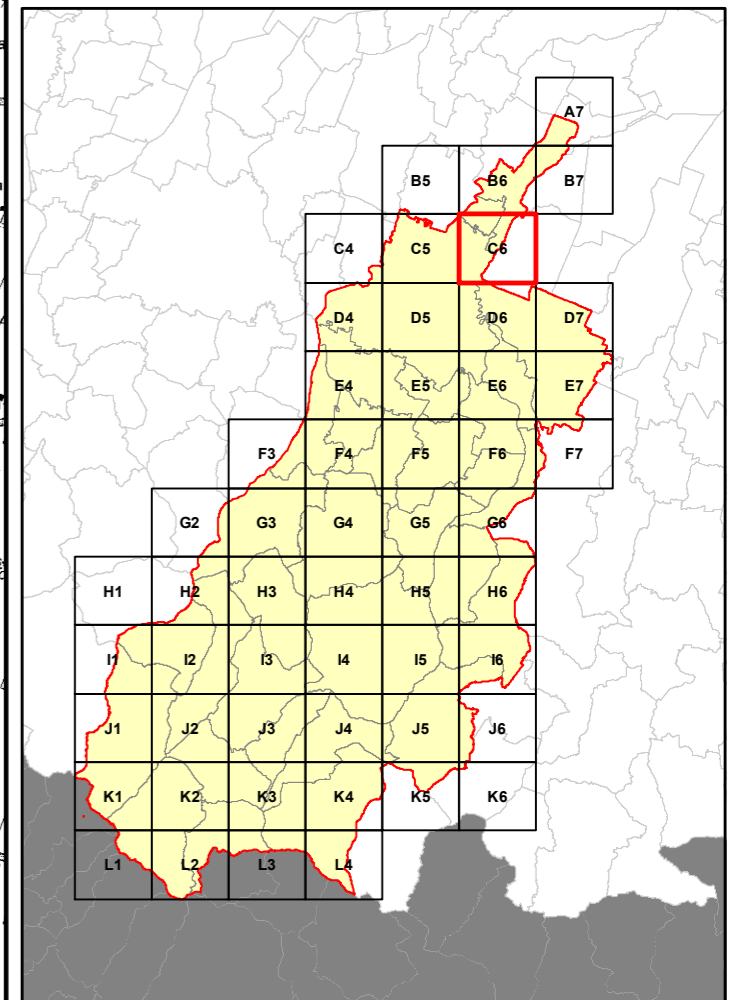 A7
B5 B6 B7
C4 C5 C6
D4 D5 D6 D7
E4 E5 E6 E7
F3 F4 F5 F6 F7
G2 G3 G4 G5 G6
H1 H2 H3 H4 H5 H6
I1 I2 I3 I4 I5 I6
J1 J2 J3 J4 J5 J6
K1 K2 K3 K4 K5 K6
L1 L2 L3 L4